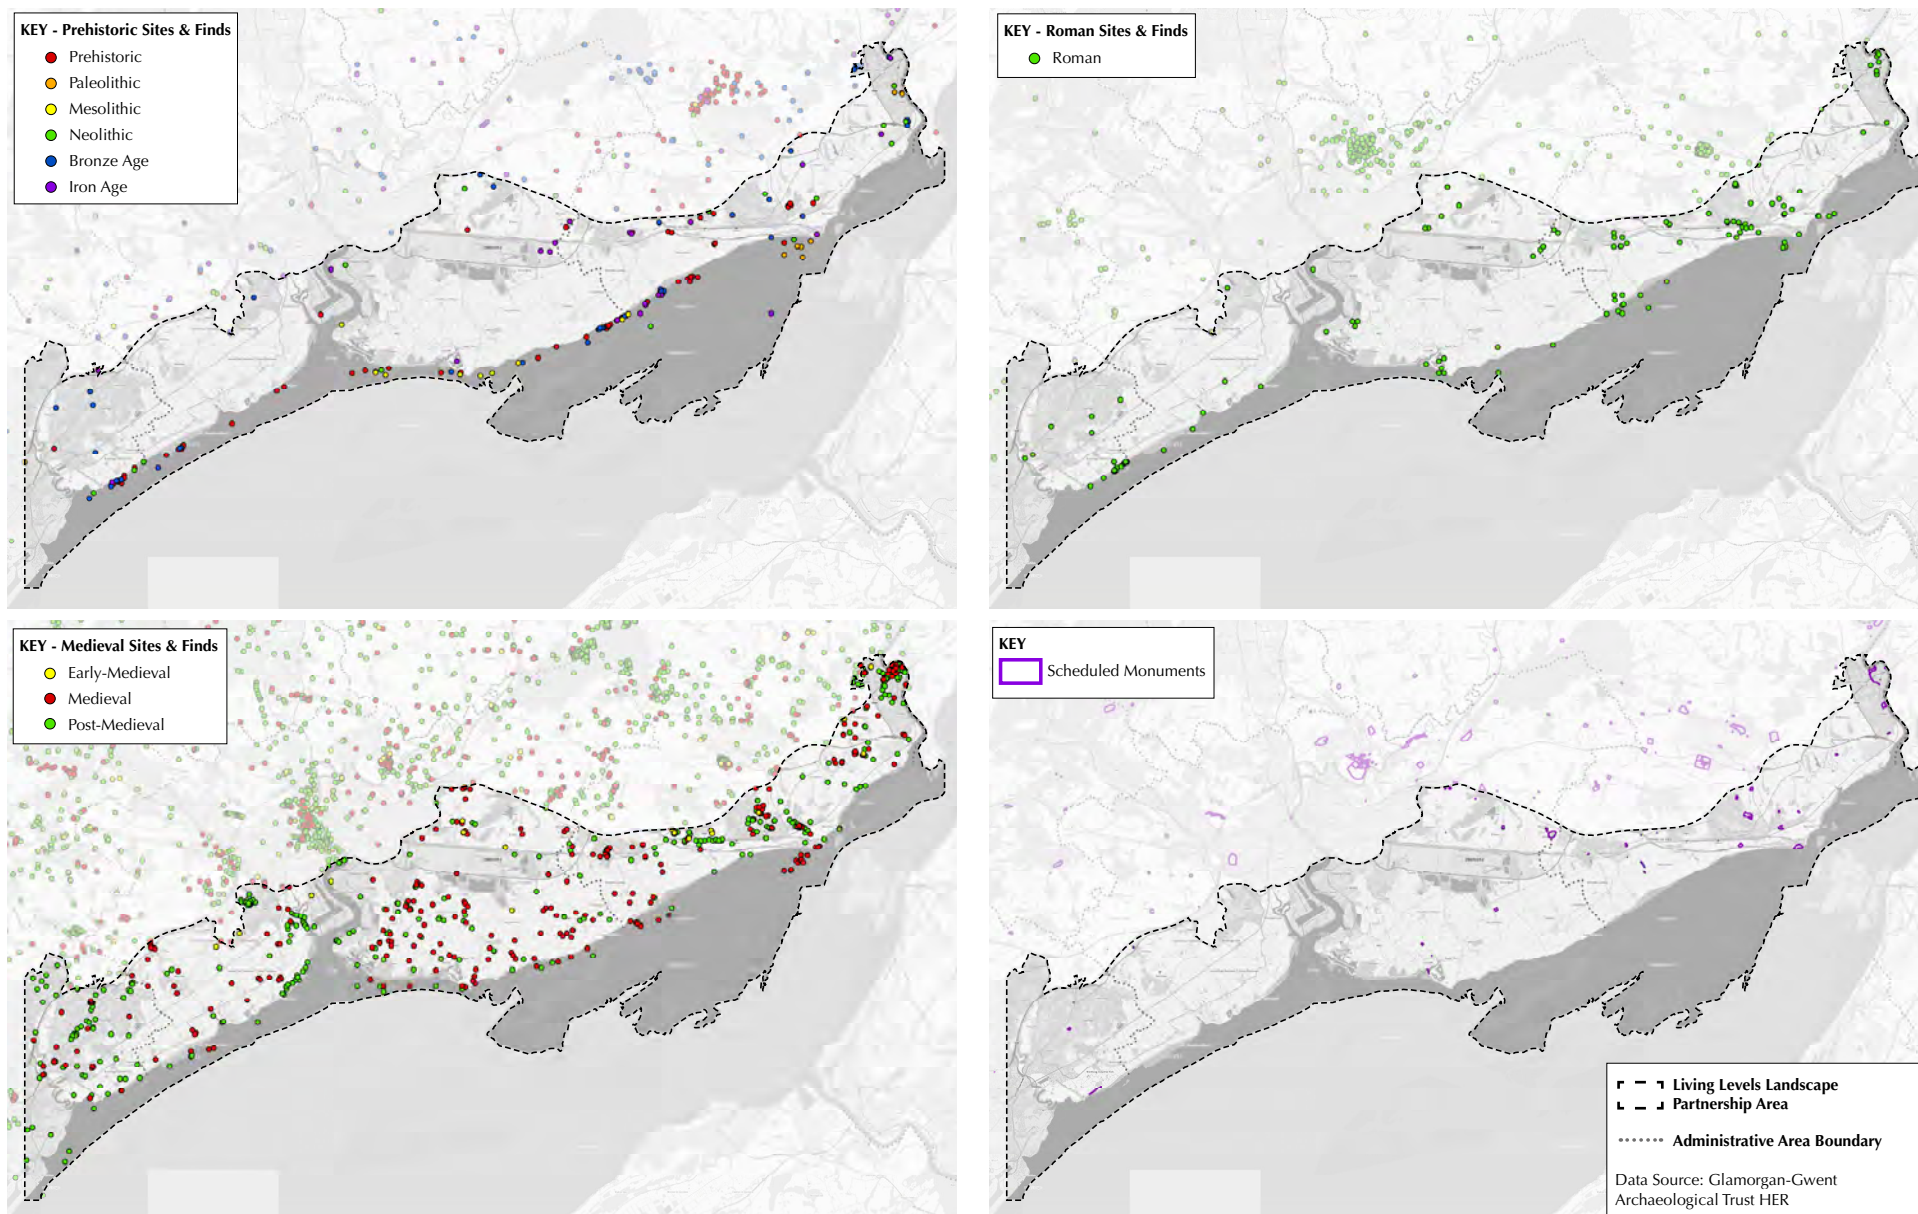 KEY - Prehistoric Sites & Finds
Prehistoric
Paleolithic
Mesolithic
Neolithic
Bronze Age
Iron Age
KEY - Roman Sites & Finds
Roman
KEY - Medieval Sites & Finds
Early-Medieval
Medieval
Post-Medieval
KEY
Scheduled Monuments
Living Levels Landscape
Partnership Area
Administrative Area Boundary
Data Source: Glamorgan-Gwent
Archaeological Trust HER